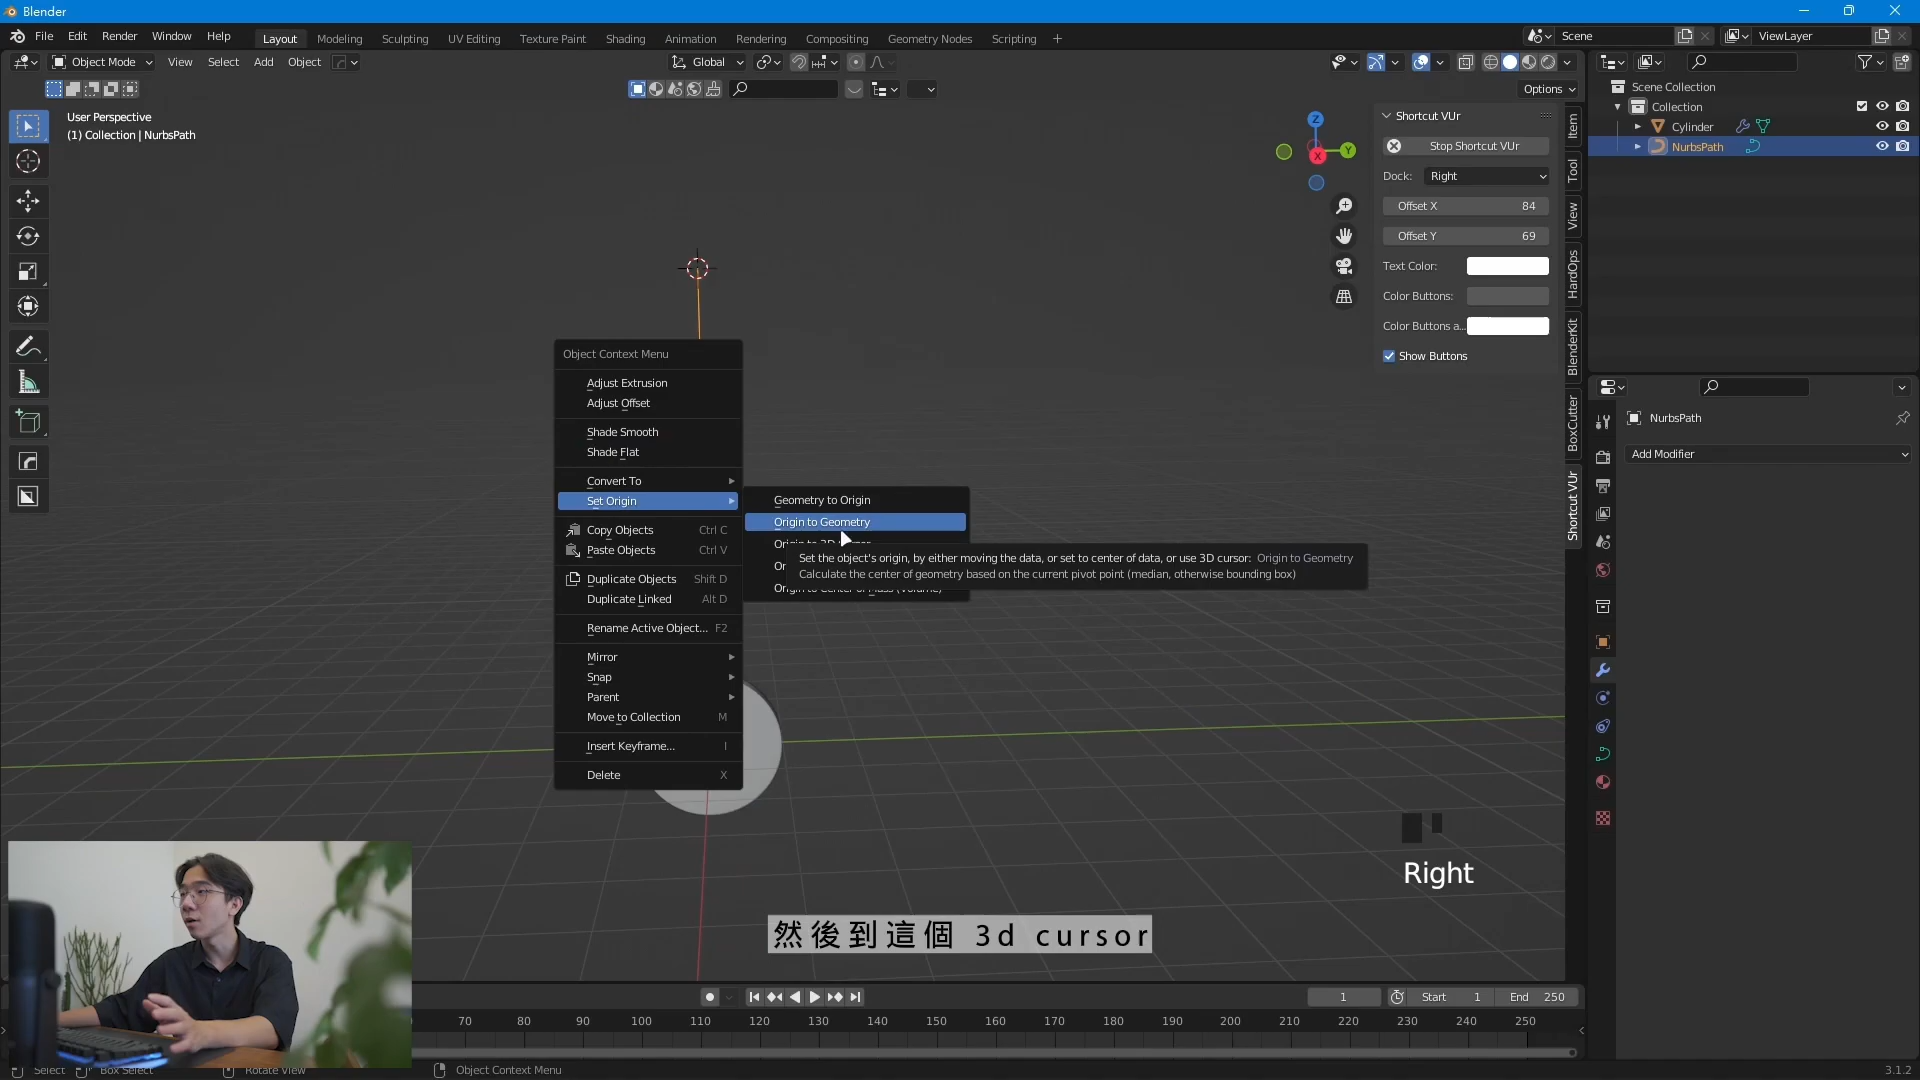 Blender
File Edit Render Window Help
Layout Modeling Sculpting UV Editing Texture Paint Shading Animation Rendering Compositing Geometry Nodes Scripting +
Scene
ViewLayer
Object Mode
View Select Add Object
Global
Options
User Perspective
(1) Collection | NurbsPath
Z
Y
X
Shortcut VUr
Stop Shortcut VUr
Dock: Right
Offset X 84
Offset Y 69
Text Color:
Color Buttons:
Color Buttons a...
Show Buttons
Item
Tool
View
HardOps
BlenderKit
BoxCutter
Shortcut VUr
Scene Collection
Collection
Cylinder
NurbsPath
NurbsPath
Add Modifier
Object Context Menu
Adjust Extrusion
Adjust Offset
Shade Smooth
Shade Flat
Convert To
Set Origin
Copy Objects Ctrl C
Paste Objects Ctrl V
Duplicate Objects Shift D
Duplicate Linked Alt D
Rename Active Object... F2
Mirror
Snap
Parent
Move to Collection M
Insert Keyframe... I
Delete X
Geometry to Origin
Origin to Geometry
Set the object's origin, by either moving the data, or set to center of data, or use 3D cursor: Origin to Geometry
Calculate the center of geometry based on the current pivot point (median, otherwise bounding box)
Origin to Center of Mass (Volume)
Right
然後到這個 3d cursor
1 Start 1 End 250
70 80 90 100 110 120 130 140 150 160 170 180 190 200 210 220 230 240 250
Select Box Select Rotate View Object Context Menu
3.1.2